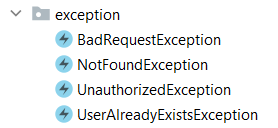 exception
BadRequestException
NotFoundException
UnauthorizedException
UserAlreadyExistsException